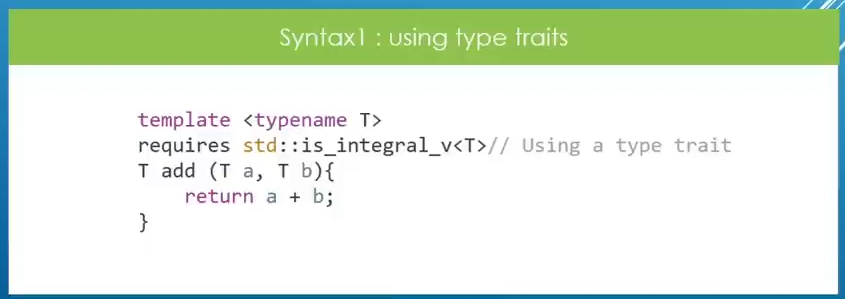 Syntax1 : using type traits
template <typename T>
requires std::is_integral_v<T>// Using a type trait
T add (T a, T b){
    return a + b;
}